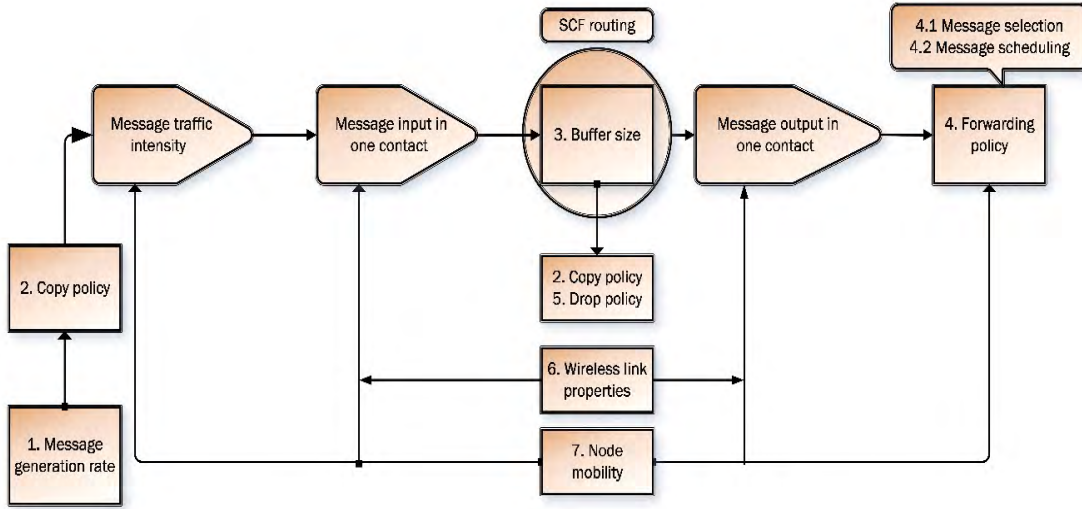 SCF routing
4.1 Message selection
4.2 Message scheduling
Message traffic
intensity
Message input in
one contact
3. Buffer size
Message output in
one contact
4. Forwarding
policy
2. Copy policy
2. Copy policy
5. Drop policy
6. Wireless link
properties
1. Message
generation rate
7. Node
mobility